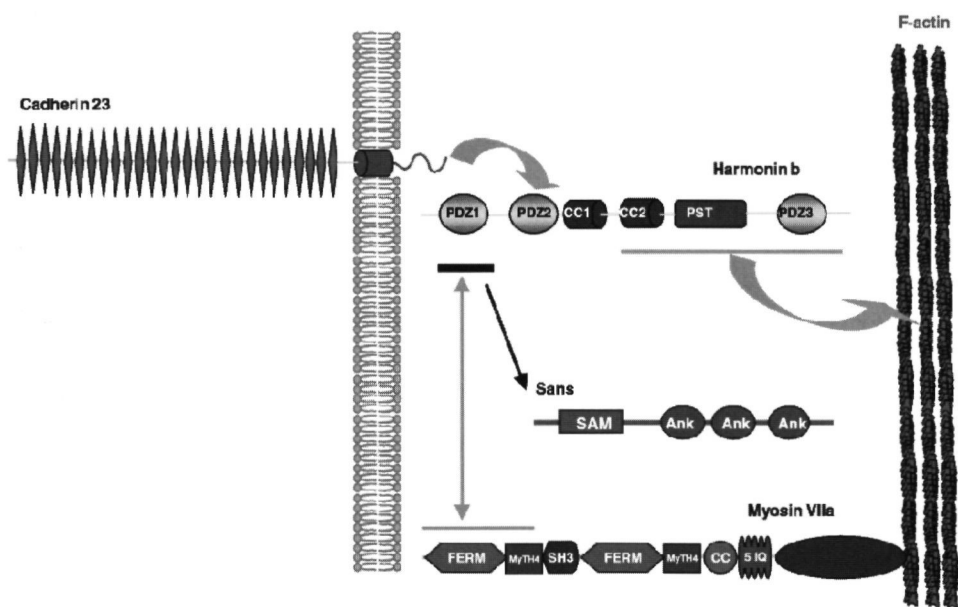 F-actin
Cadherin 23
Harmonin b
PDZ1 PDZ2 CC1 CC2 PST PDZ3
Sans
SAM Ank Ank Ank
Myosin VIIa
FERM MyTH4 SH3 FERM MyTH4 CC 5 IQ